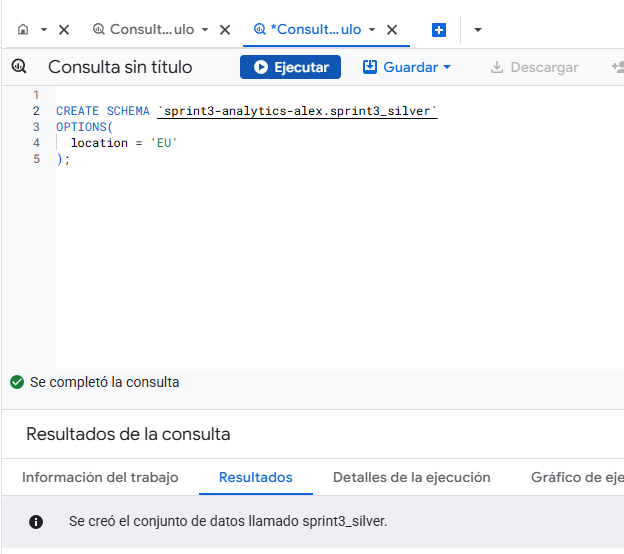 Consult...ulo
*Consult...ulo
Consulta sin título
Ejecutar
Guardar
Descargar
1
2 CREATE SCHEMA `sprint3-analytics-alex.sprint3_silver`
3 OPTIONS(
4 location = 'EU'
5 );
Se completó la consulta
Resultados de la consulta
Información del trabajo
Resultados
Detalles de la ejecución
Gráfico de eje
Se creó el conjunto de datos llamado sprint3_silver.